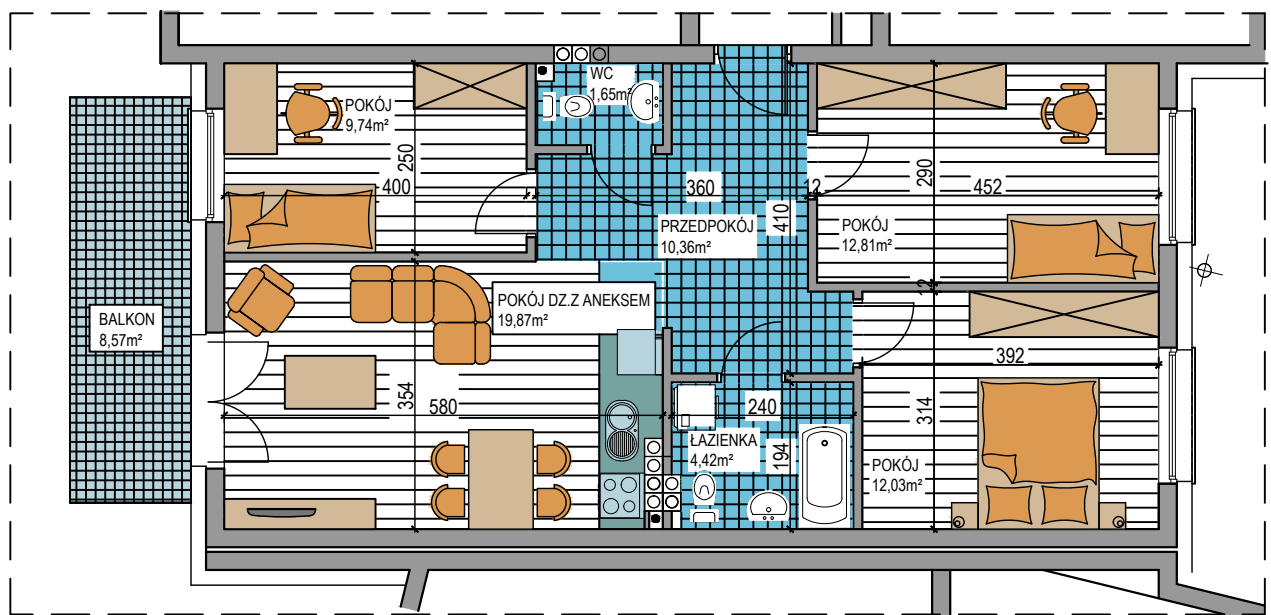 POKÓJ
9,74m²
250
400
WC
1,65m²
360
12
410
PRZEDPOKÓJ
10,36m²
290
452
POKÓJ
12,81m²
12
BALKON
8,57m²
POKÓJ DZ.Z ANEKSEM
19,87m²
354
580
240
ŁAZIENKA
4,42m²
194
392
314
POKÓJ
12,03m²